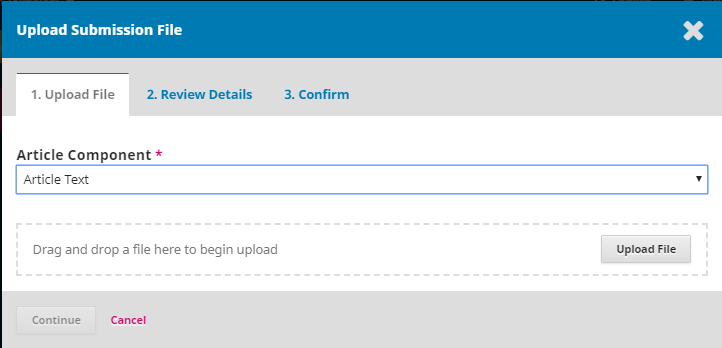 Upload Submission File
1. Upload File 2. Review Details 3. Confirm
Article Component *
Article Text
Drag and drop a file here to begin upload Upload File
Continue Cancel